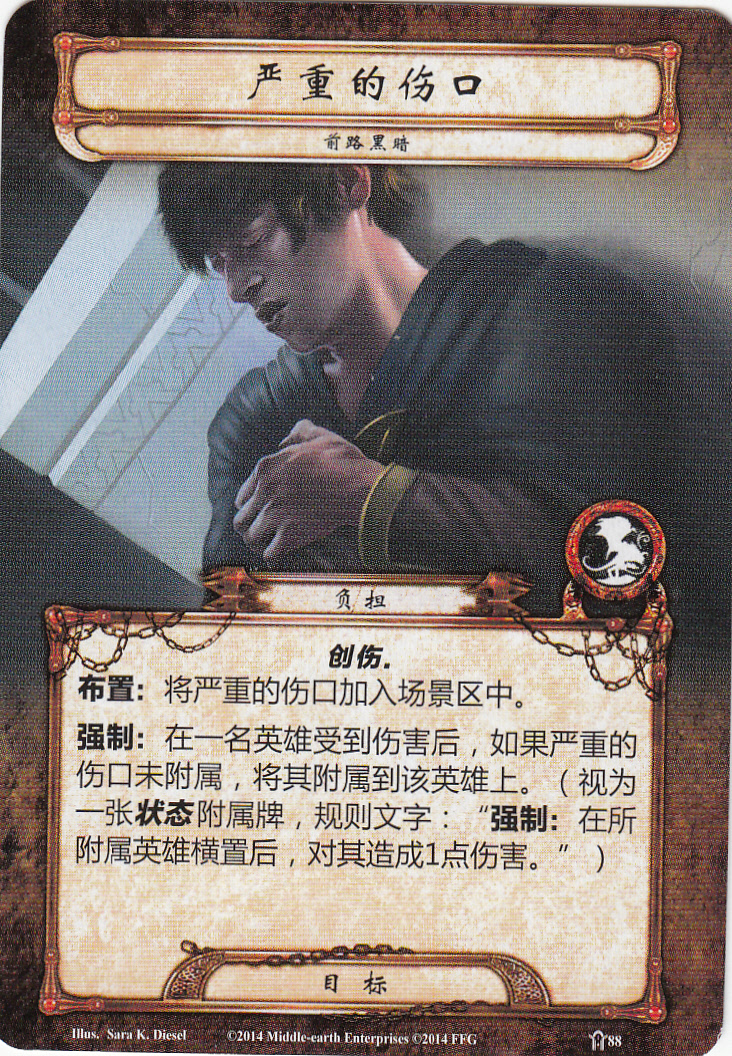 严重的伤口
前路黑暗
负担
创伤.
布置：将严重的伤口加入场景区中。
强制：在一名英雄受到伤害后，如果严重的
伤口未附属，将其附属到该英雄上。（视为
一张状态附属牌，规则文字：“强制：在所
附属英雄横置后，对其造成1点伤害。”）
目标
Illus. Sara K. Diesel ©2014 Middle-earth Enterprises ©2014 FFG 88